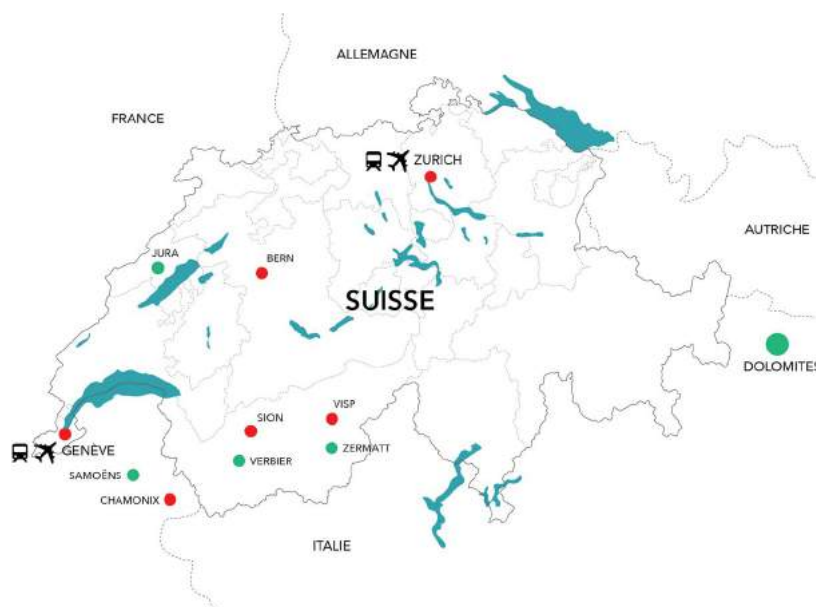 ALLEMAGNE
FRANCE
ZURICH
AUTRICHE
JURA
BERN
SUISSE
DOLOMITES
VISP
SION
ZERMATT
GENÈVE
VERBIER
SAMOËNS
CHAMONIX
ITALIE